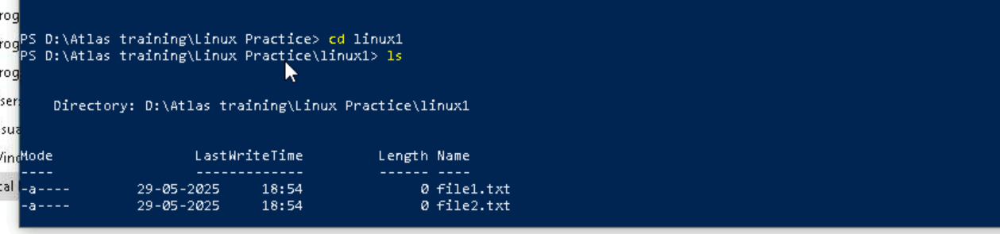 rog
PS D:\Atlas training\Linux Practice> cd linux1
rog
PS D:\Atlas training\Linux Practice\linux1> ls
rog
ser
Directory: D:\Atlas training\Linux Practice\linux1
sua
Mode LastWriteTime Length Name
---- ------------- ------ ----
cal
-a---- 29-05-2025 18:54 0 file1.txt
-a---- 29-05-2025 18:54 0 file2.txt